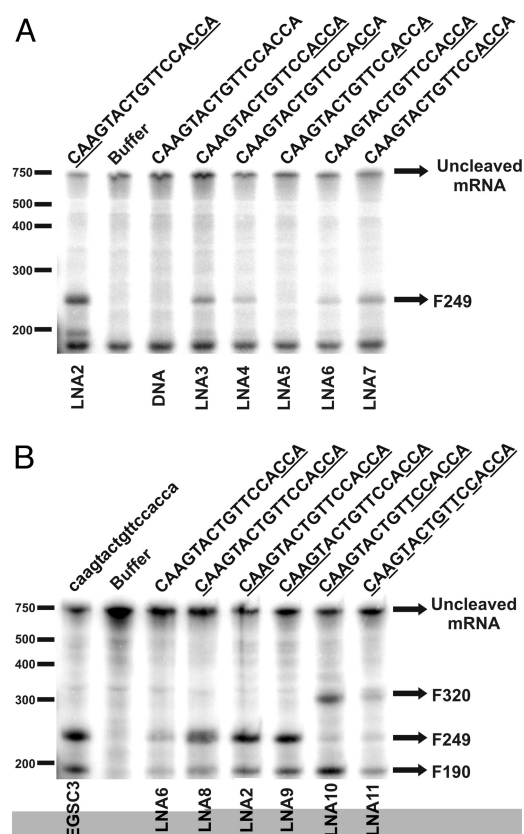 A
CAAGTACTGTTCCACCA
Buffer
CAAGTACTGTTCCACCA
CAAGTACTGTTCCACCA
CAAGTACTGTTCCACCA
CAAGTACTGTTCCACCA
CAAGTACTGTTCCACCA
CAAGTACTGTTCCACCA
750
500
400
300
200
Uncleaved
mRNA
F249
LNA2
DNA
LNA3
LNA4
LNA5
LNA6
LNA7
B
caagtactgttccacca
Buffer
CAAGTACTGTTCCACCA
CAAGTACTGTTCCACCA
CAAGTACTGTTCCACCA
CAAGTACTGTTCCACCA
CAAGTACTGTTCCACCA
CAAGTACTGTTCCACCA
750
500
400
300
200
Uncleaved
mRNA
F320
F249
F190
EGSC3
LNA6
LNA8
LNA2
LNA9
LNA10
LNA11